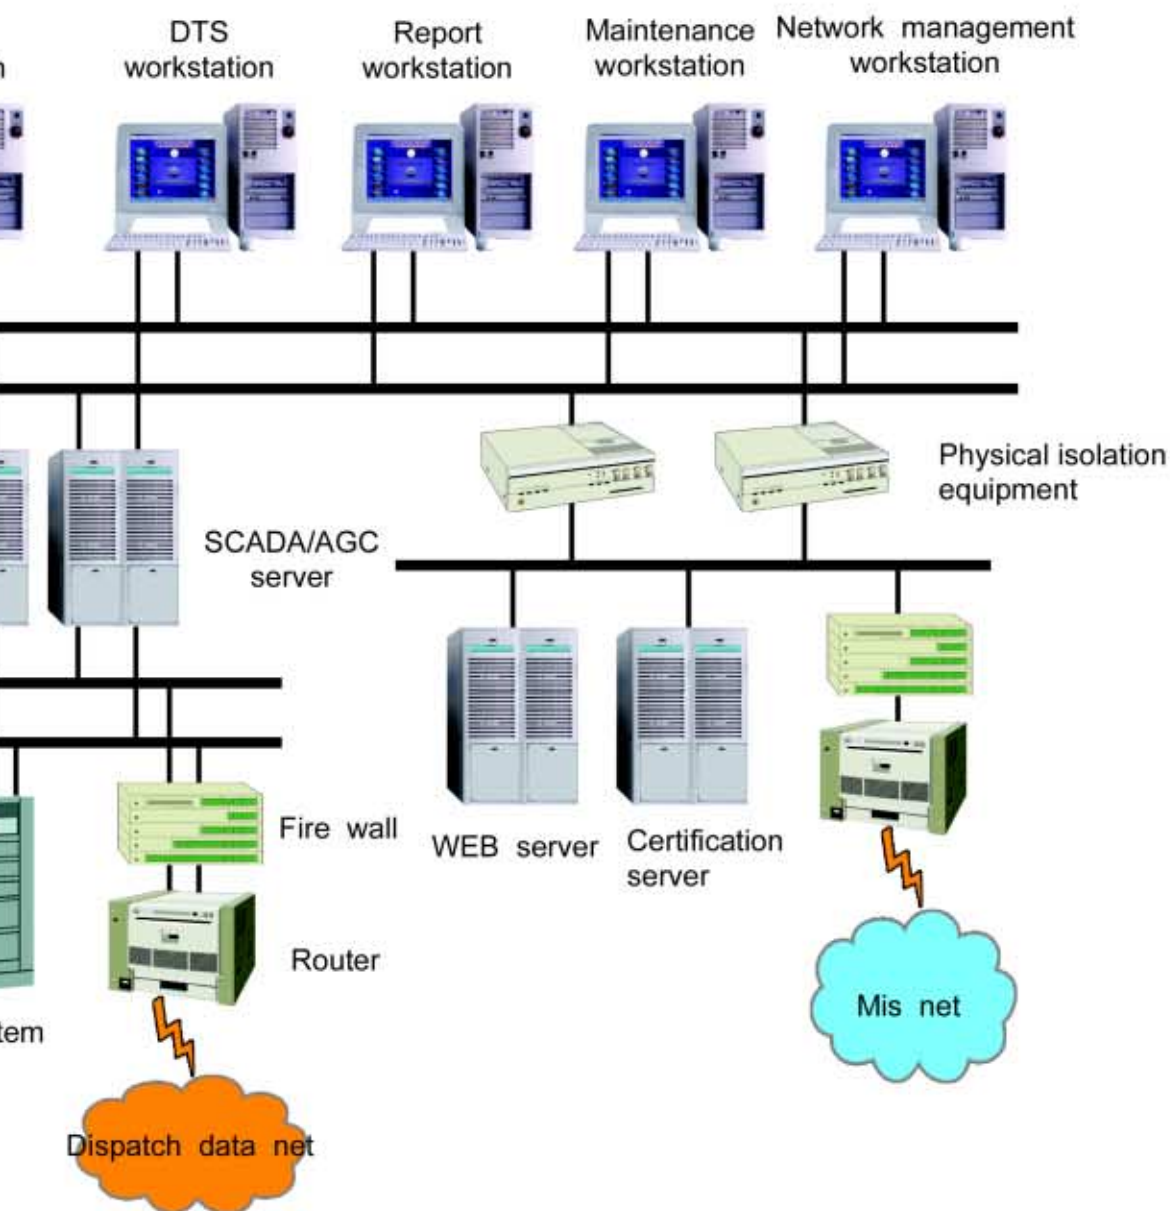 DTS
workstation
Report
workstation
Maintenance
workstation
Network management
workstation
Physical isolation
equipment
SCADA/AGC
server
Fire wall
WEB server
Certification
server
Router
Mis net
Dispatch data net